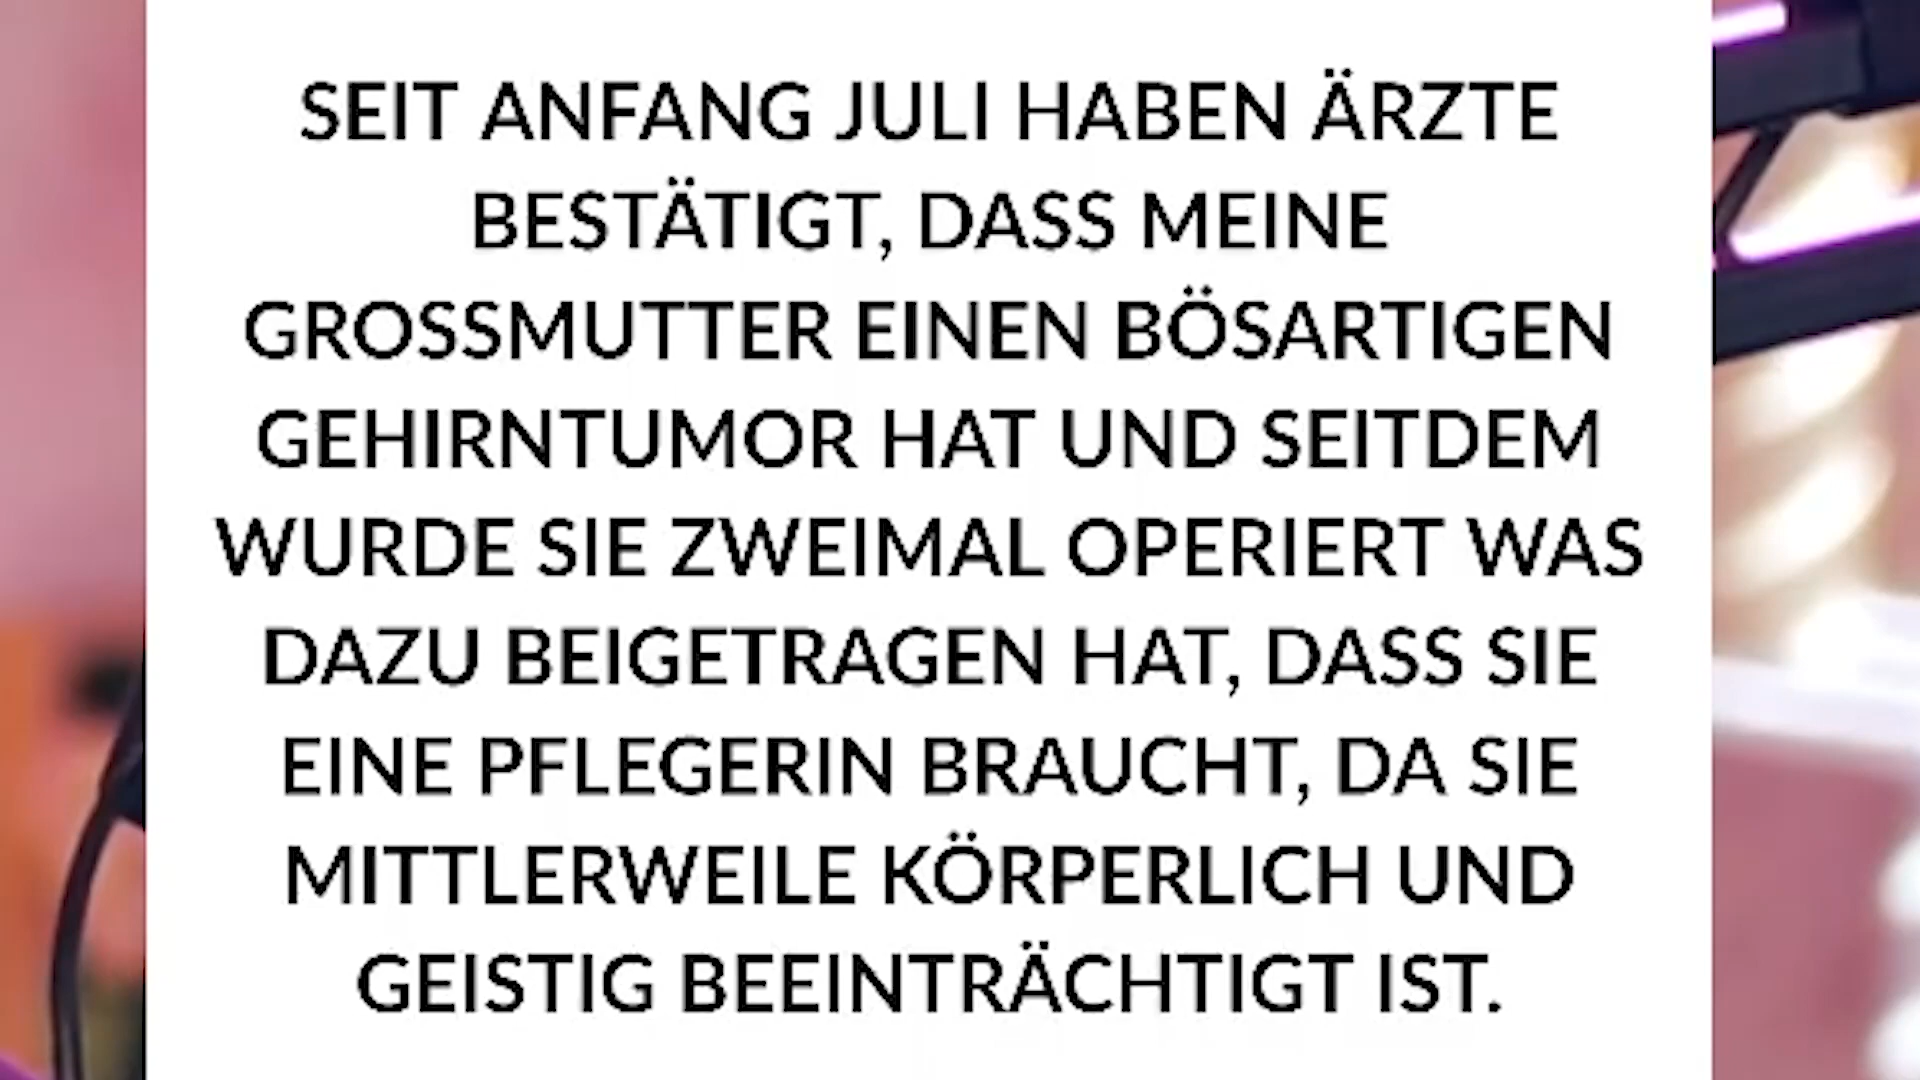 SEIT ANFANG JULI HABEN ÄRZTE
BESTÄTIGT, DASS MEINE
GROSSMUTTER EINEN BÖSARTIGEN
GEHIRNTUMOR HAT UND SEITDEM
WURDE SIE ZWEIMAL OPERIERT WAS
DAZU BEIGETRAGEN HAT, DASS SIE
EINE PFLEGERIN BRAUCHT, DA SIE
MITTLERWEILE KÖRPERLICH UND
GEISTIG BEEINTRÄCHTIGT IST.